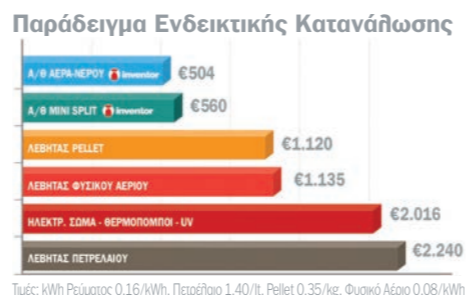 Παράδειγμα Ενδεικτικής Κατανάλωσης
Α/Θ ΑΕΡΑ-ΝΕΡΟΥ inventor €504
Α/Θ MINI SPLIT inventor €560
ΛΕΒΗΤΑΣ PELLET €1.120
ΛΕΒΗΤΑΣ ΦΥΣΙΚΟΥ ΑΕΡΙΟΥ €1.135
ΗΛΕΚΤΡ. ΣΩΜΑ - ΘΕΡΜΟΠΟΜΠΟΙ - UV €2.016
ΛΕΒΗΤΑΣ ΠΕΤΡΕΛΑΙΟΥ €2.240
Τιμές: kWh Ρεύματος 0.16/kWh, Πετρέλαιο 1.40/lt, Pellet 0.35/kg, Φυσικό Αέριο 0.08/kWh